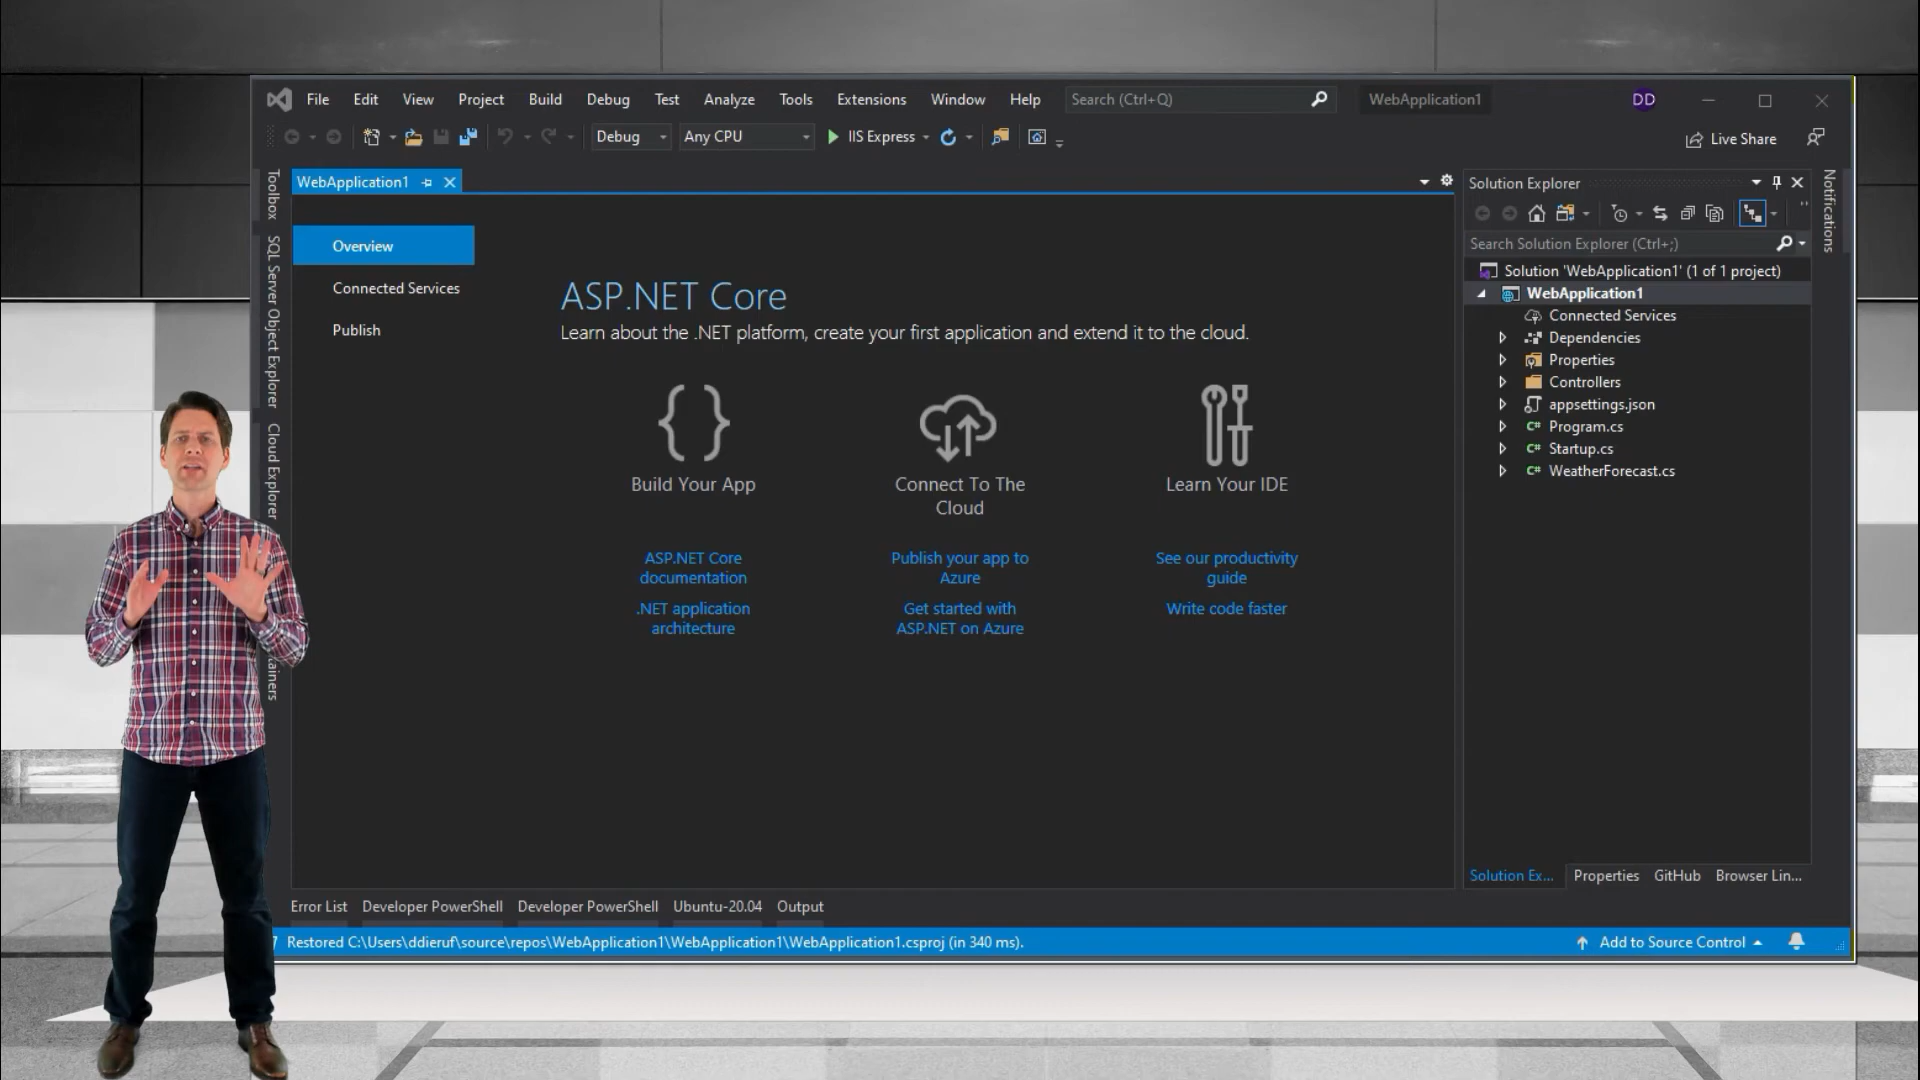 File Edit View Project Build Debug Test Analyze Tools Extensions Window Help Search (Ctrl+Q) WebApplication1 DD
Debug Any CPU IIS Express Live Share
WebApplication1
Toolbox
SQL Server Object Explorer
Cloud Explorer
Overview
Connected Services
Publish
ASP.NET Core
Learn about the .NET platform, create your first application and extend it to the cloud.
Build Your App
ASP.NET Core
documentation
.NET application
architecture
Connect To The
Cloud
Publish your app to
Azure
Get started with
ASP.NET on Azure
Learn Your IDE
See our productivity
guide
Write code faster
Solution Explorer
Search Solution Explorer (Ctrl+;)
Solution 'WebApplication1' (1 of 1 project)
WebApplication1
Connected Services
Dependencies
Properties
Controllers
appsettings.json
C# Program.cs
C# Startup.cs
C# WeatherForecast.cs
Solution Ex... Properties GitHub Browser Lin...
Notifications
Error List Developer PowerShell Developer PowerShell Ubuntu-20.04 Output
Restored C:\Users\ddieruf\source\repos\WebApplication1\WebApplication1\WebApplication1.csproj (in 340 ms).
Add to Source Control